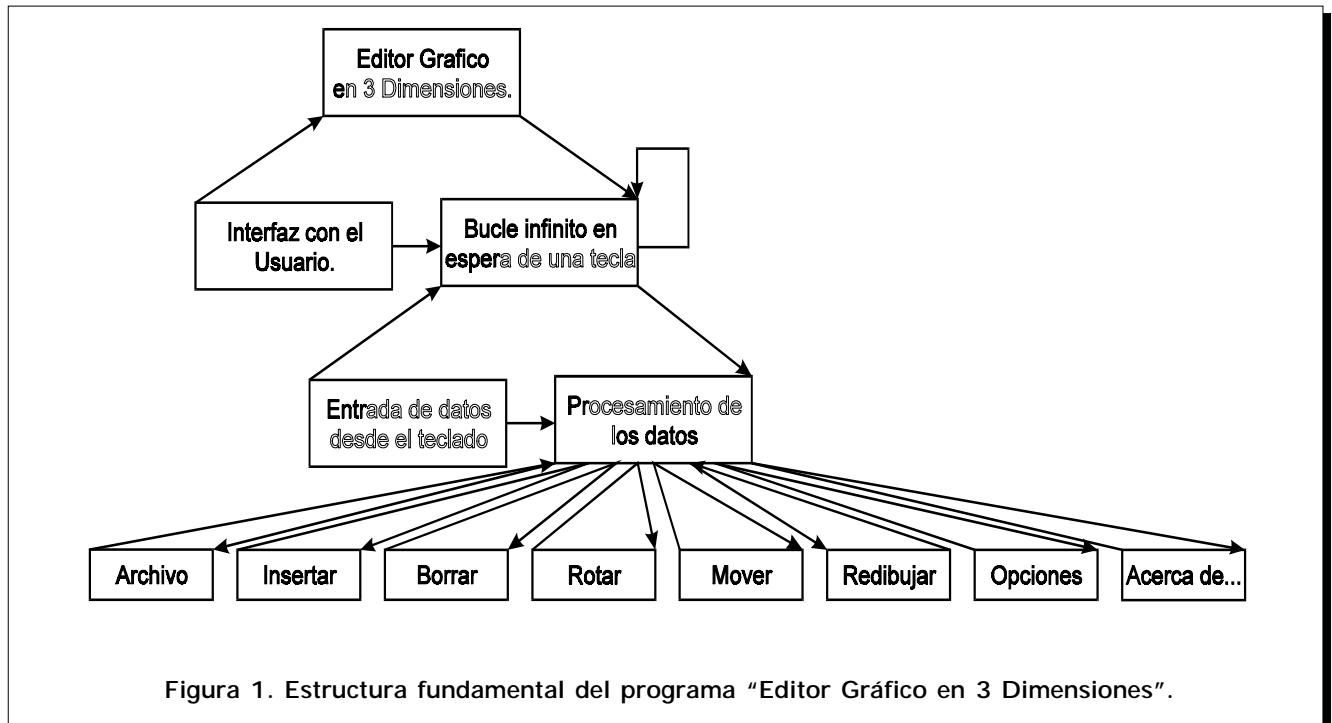 Editor Grafico
en 3 Dimensiones.
Interfaz con el
Usuario.
Bucle infinito en
espera de una tecla
Entrada de datos
desde el teclado
Procesamiento de
los datos
Archivo
Insertar
Borrar
Rotar
Mover
Redibujar
Opciones
Acerca de...
Figura 1. Estructura fundamental del programa “Editor Gráfico en 3 Dimensiones”.